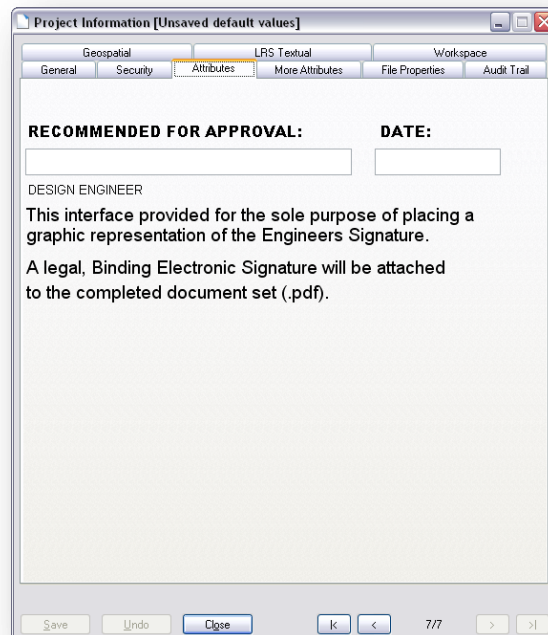 Project Information [Unsaved default values]
Geospatial LRS Textual Workspace
General Security Attributes More Attributes File Properties Audit Trail
RECOMMENDED FOR APPROVAL: DATE:
DESIGN ENGINEER
This interface provided for the sole purpose of placing a
graphic representation of the Engineers Signature.
A legal, Binding Electronic Signature will be attached
to the completed document set (.pdf).
Save Undo Close |< < 7/7 > >|